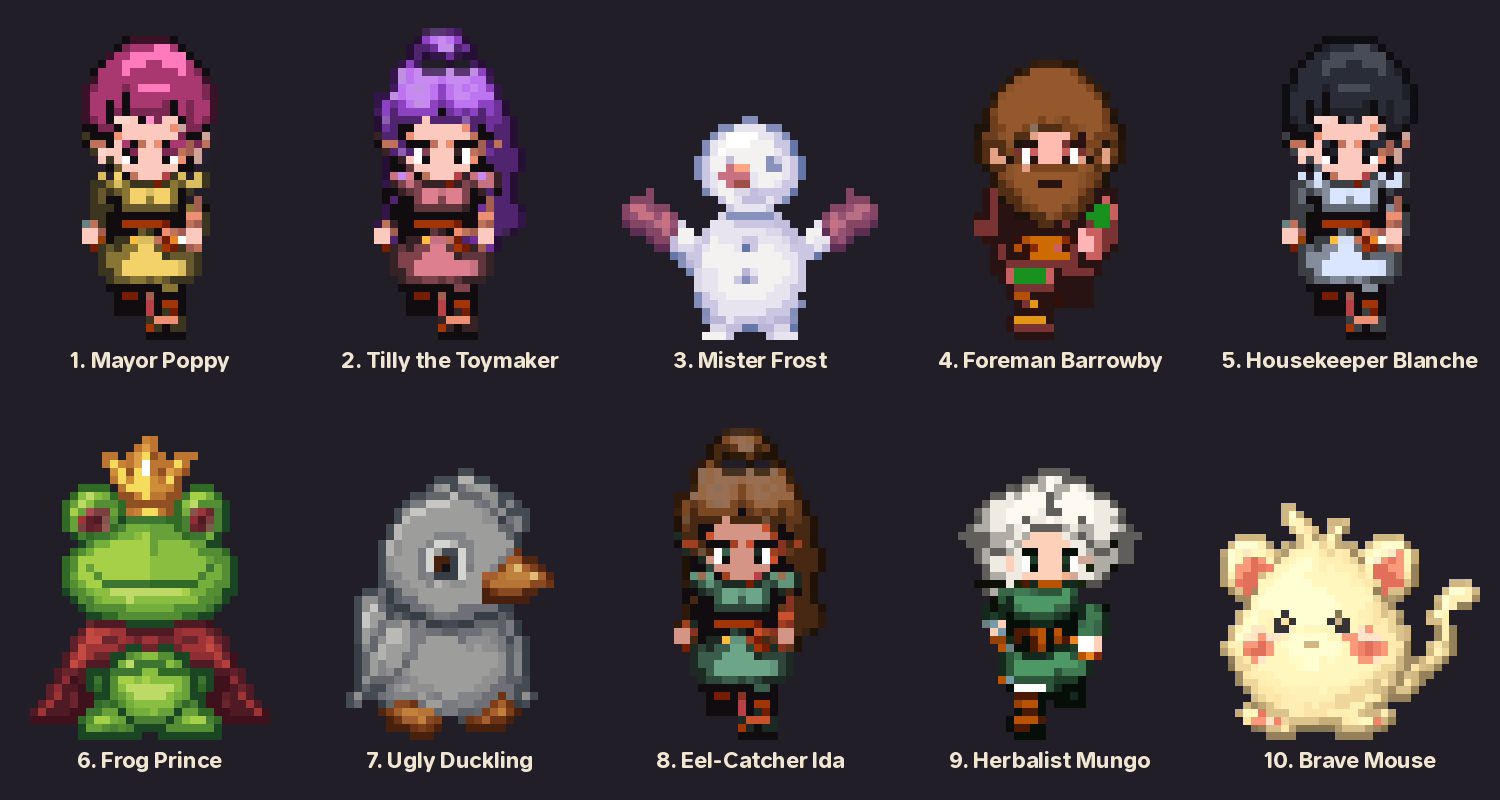 1. Mayor Poppy
2. Tilly the Toymaker
3. Mister Frost
4. Foreman Barrowby
5. Housekeeper Blanche
6. Frog Prince
7. Ugly Duckling
8. Eel-Catcher Ida
9. Herbalist Mungo
10. Brave Mouse